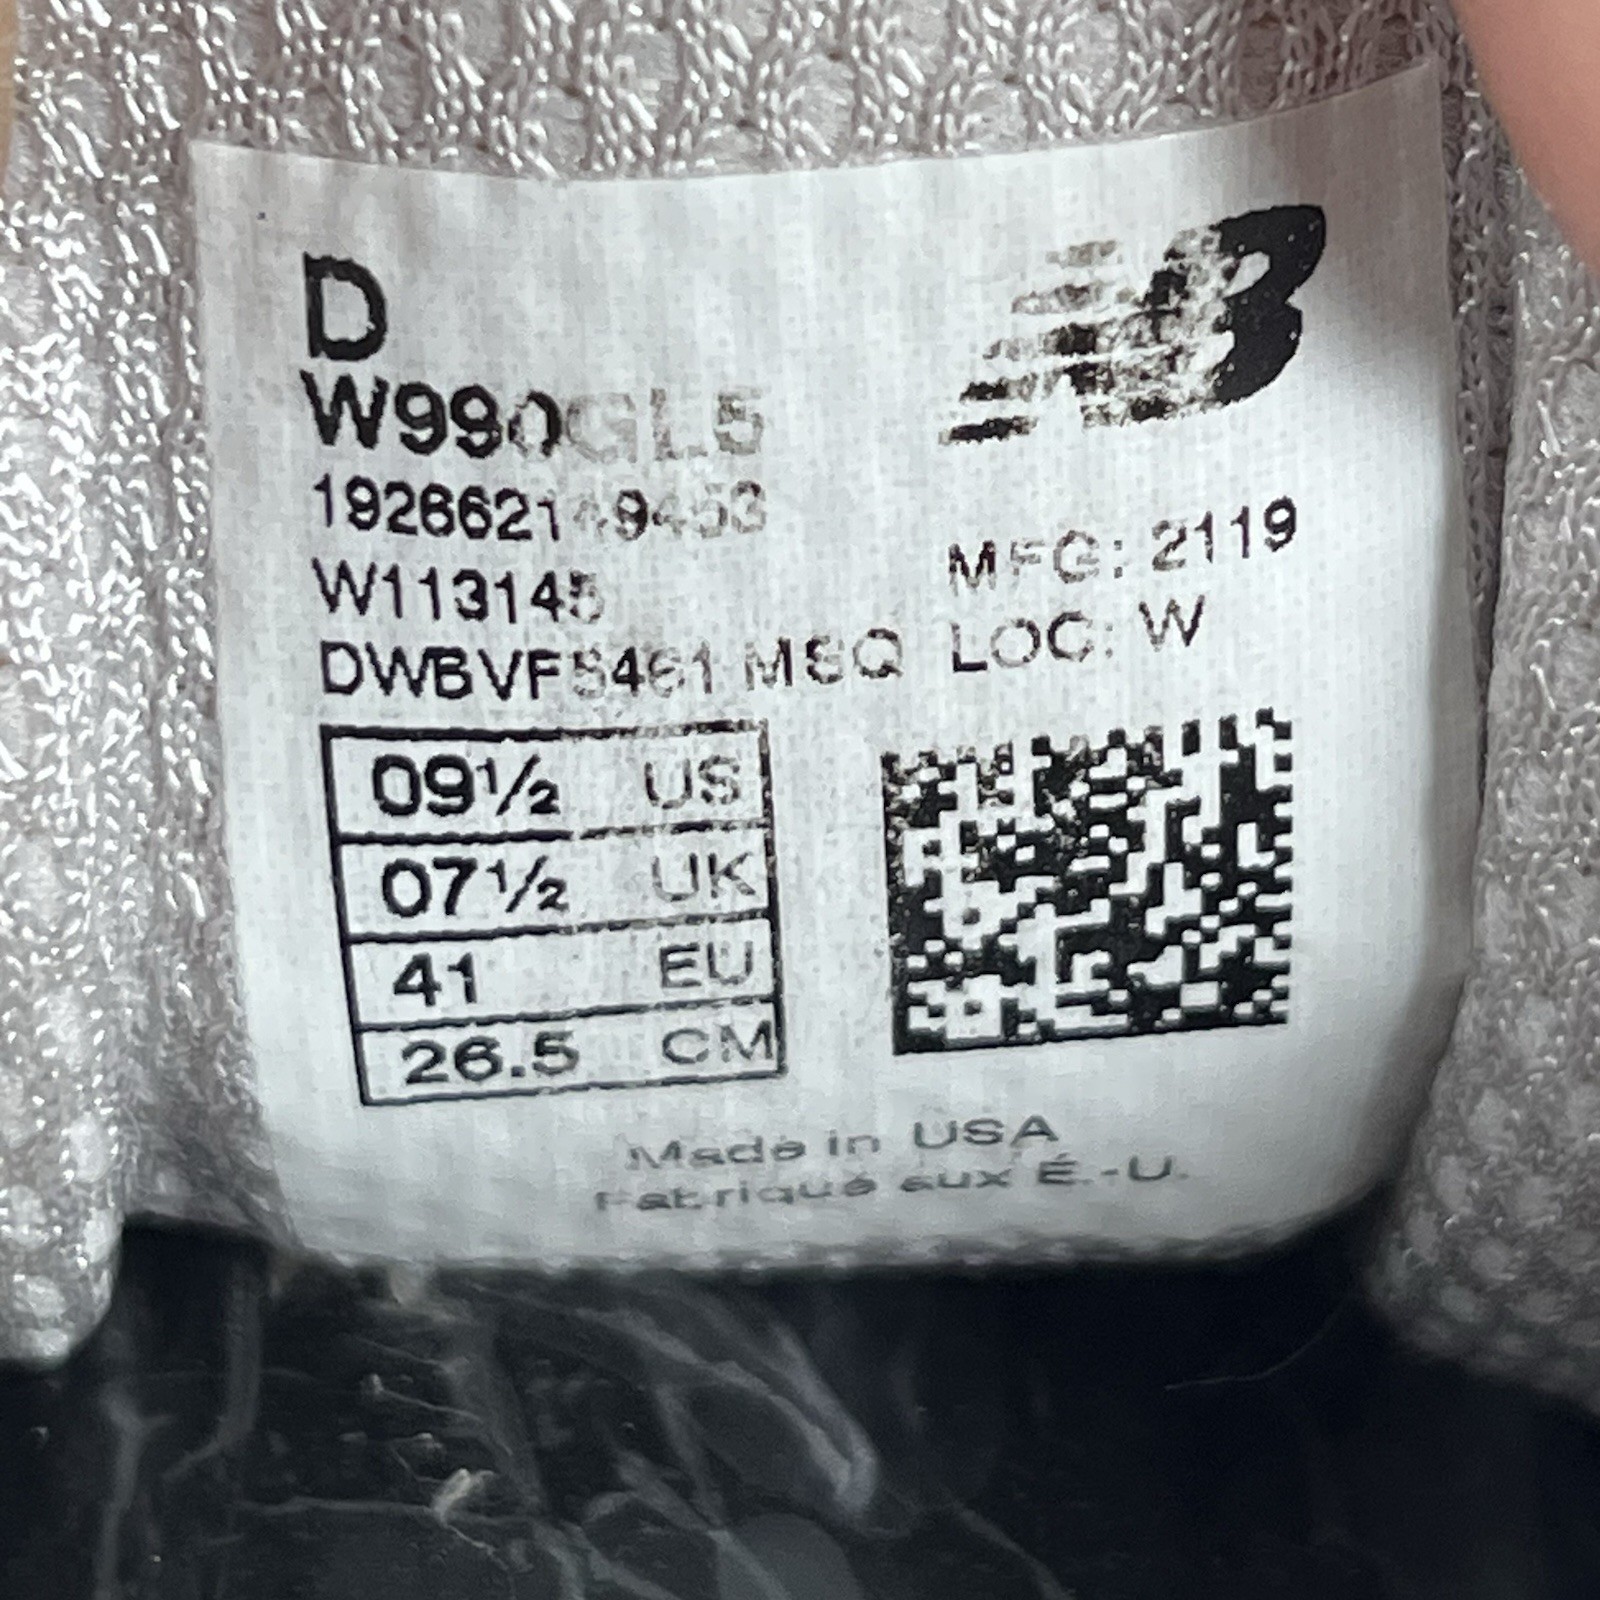 D
W990GL5
W113145
DWBVF5461 MSQ
NB
MFG: 2119
LOC: W
09½ US
07½ UK
41 EU
26.5 CM
Made in USA
Fabriqué aux É.-U.